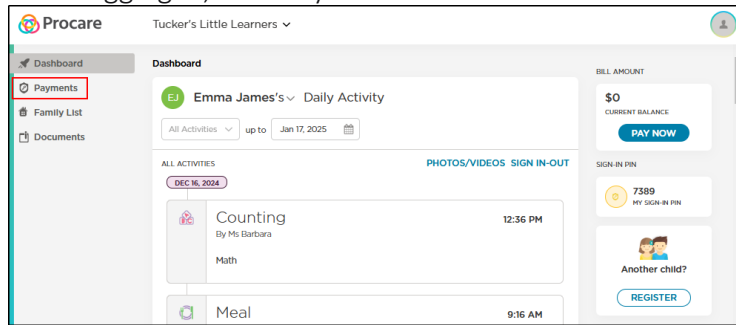 Procare
Tucker's Little Learners
Dashboard
Payments
Family List
Documents
Dashboard
EJ Emma James's Daily Activity
All Activities up to Jan 17, 2025
ALL ACTIVITIES PHOTOS/VIDEOS SIGN IN-OUT
DEC 16, 2024
Counting 12:36 PM
By Ms Barbara
Math
Meal 9:16 AM
BILL AMOUNT
$0
CURRENT BALANCE
PAY NOW
SIGN-IN PIN
7389
MY SIGN-IN PIN
Another child?
REGISTER